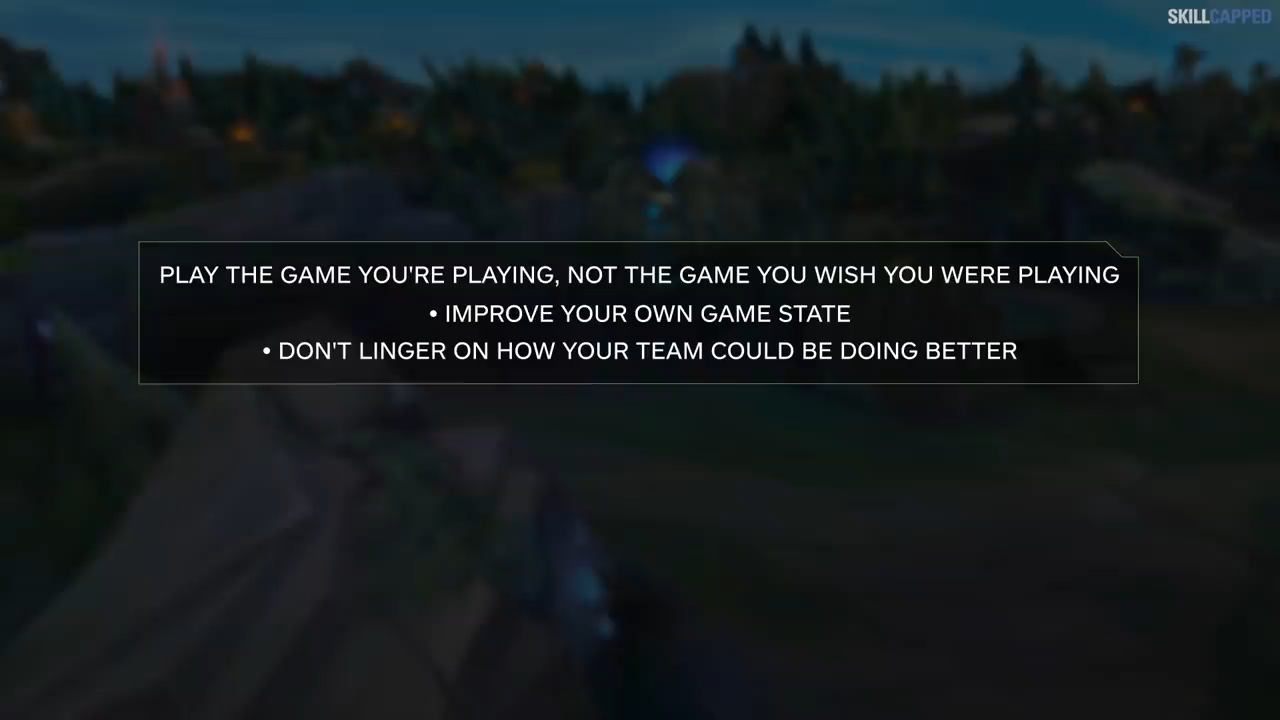 SKILLCAPPED
PLAY THE GAME YOU'RE PLAYING, NOT THE GAME YOU WISH YOU WERE PLAYING
• IMPROVE YOUR OWN GAME STATE
• DON'T LINGER ON HOW YOUR TEAM COULD BE DOING BETTER